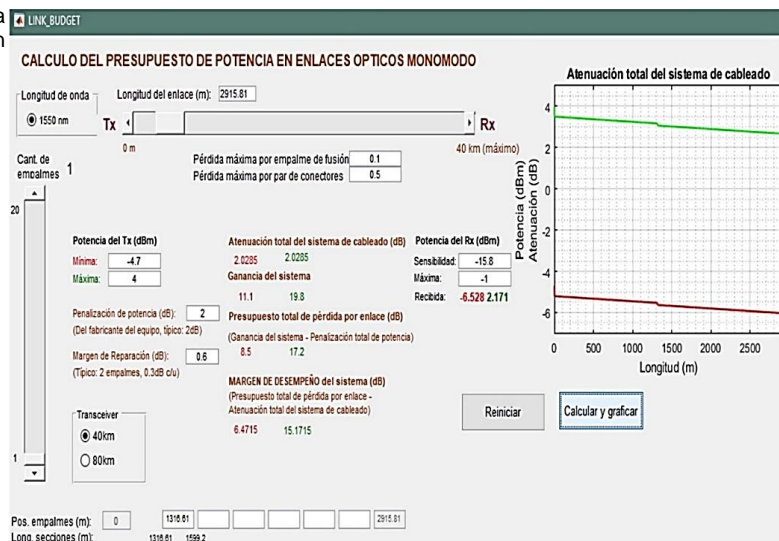 a
n
LINK_BUDGET
CALCULO DEL PRESUPUESTO DE POTENCIA EN ENLACES OPTICOS MONOMODO
Longitud de onda
1550 nm
Longitud del enlace (m): 2915.81
Tx
Rx
0 m
40 km (máximo)
Cant. de empalmes 1
20
1
Pérdida máxima por empalme de fusión 0.1
Pérdida máxima por par de conectores 0.5
Potencia del Tx (dBm)
Mínima: -4.7
Máxima: 4
Penalización de potencia (dB): 2
(Del fabricante del equipo, típico: 2dB)
Margen de Reparación (dB): 0.6
(Típico: 2 empalmes, 0.3dB c/u)
Transceiver
40km
80km
Atenuación total del sistema de cableado (dB)
2.0285 2.0285
Ganancia del sistema
11.1 19.8
Presupuesto total de pérdida por enlace (dB)
(Ganancia del sistema - Penalización total de potencia)
8.5 17.2
MARGEN DE DESEMPEÑO del sistema (dB)
(Presupuesto total de pérdida por enlace -
Atenuación total del sistema de cableado)
6.4715 15.1715
Potencia del Rx (dBm)
Sensibilidad: -15.8
Máxima: -1
Recibida: -6.528 2.171
Atenuación total del sistema de cableado
Potencia (dBm)
Atenuación (dB)
4
2
0
-2
-4
-6
0 500 1000 1500 2000 2500
Longitud (m)
Reiniciar
Calcular y graficar
Pos. empalmes (m): 0 1316.61 2915.81
Long. secciones (m): 1316.61 1599.2